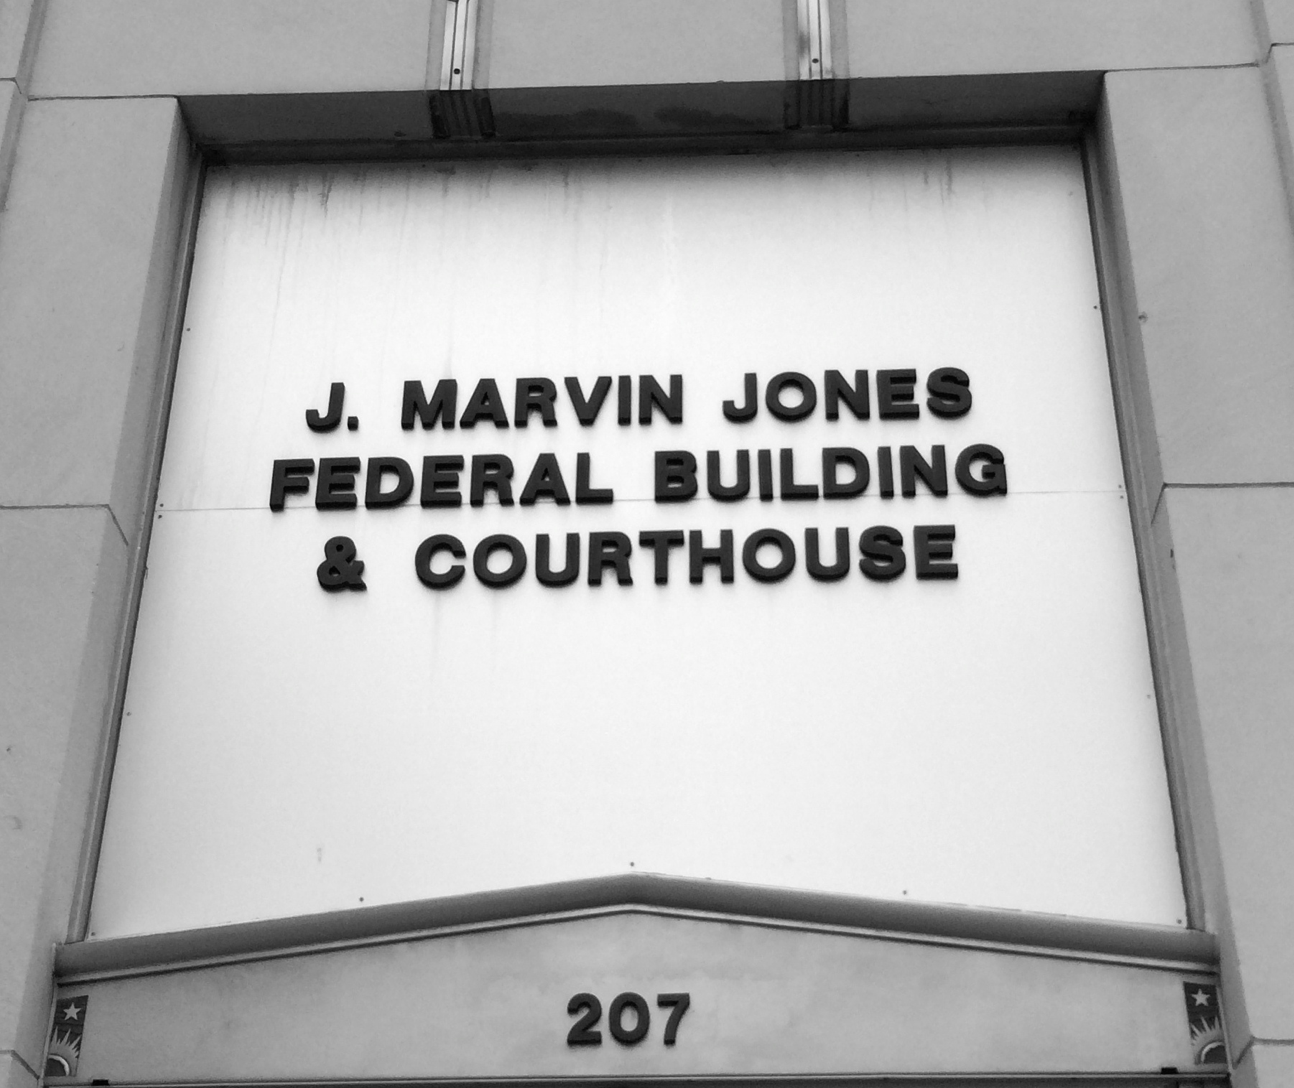 J. MARVIN JONES
FEDERAL BUILDING
& COURTHOUSE
207